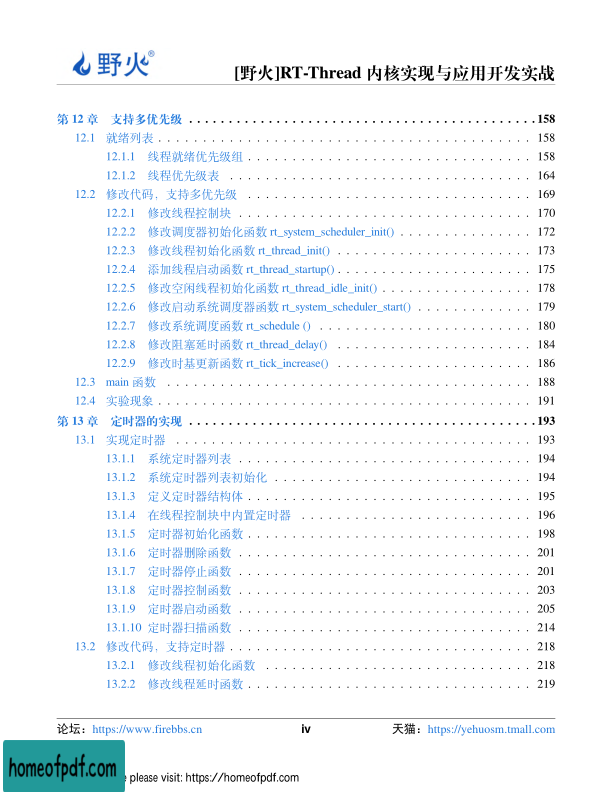 野火®
[野火]RT-Thread 内核实现与应用开发实战
第 12 章 支持多优先级 . . . . . . . . . . . . . . . . . . . . 158
12.1 就绪列表 . . . . . . . . . . . . . . . . . . . . 158
12.1.1 线程就绪优先级组 . . . . . . . . . . . . . . . . . . . . 158
12.1.2 线程优先级表 . . . . . . . . . . . . . . . . . . . . 164
12.2 修改代码，支持多优先级 . . . . . . . . . . . . . . . . . . . . 169
12.2.1 修改线程控制块 . . . . . . . . . . . . . . . . . . . . 170
12.2.2 修改调度器初始化函数 rt_system_scheduler_init() . . . . . . . . . . 172
12.2.3 修改线程初始化函数 rt_thread_init() . . . . . . . . . . . . . . . 173
12.2.4 添加线程启动函数 rt_thread_startup() . . . . . . . . . . . . . . . 175
12.2.5 修改空闲线程初始化函数 rt_thread_idle_init() . . . . . . . . . . 178
12.2.6 修改启动系统调度器函数 rt_system_scheduler_start() . . . . . . . . 179
12.2.7 修改系统调度函数 rt_schedule () . . . . . . . . . . . . . . . 180
12.2.8 修改阻塞延时函数 rt_thread_delay() . . . . . . . . . . . . . . . 184
12.2.9 修改时基更新函数 rt_tick_increase() . . . . . . . . . . . . . . . 186
12.3 main 函数 . . . . . . . . . . . . . . . . . . . . 188
12.4 实验现象 . . . . . . . . . . . . . . . . . . . . 191
第 13 章 定时器的实现 . . . . . . . . . . . . . . . . . . . . 193
13.1 实现定时器 . . . . . . . . . . . . . . . . . . . . 193
13.1.1 系统定时器列表 . . . . . . . . . . . . . . . . . . . . 194
13.1.2 系统定时器列表初始化 . . . . . . . . . . . . . . . . . . . . 194
13.1.3 定义定时器结构体 . . . . . . . . . . . . . . . . . . . . 195
13.1.4 在线程控制块中内置定时器 . . . . . . . . . . . . . . . . . . . 196
13.1.5 定时器初始化函数 . . . . . . . . . . . . . . . . . . . . 198
13.1.6 定时器删除函数 . . . . . . . . . . . . . . . . . . . . 201
13.1.7 定时器停止函数 . . . . . . . . . . . . . . . . . . . . 201
13.1.8 定时器控制函数 . . . . . . . . . . . . . . . . . . . . 203
13.1.9 定时器启动函数 . . . . . . . . . . . . . . . . . . . . 205
13.1.10 定时器扫描函数 . . . . . . . . . . . . . . . . . . . . 214
13.2 修改代码，支持定时器 . . . . . . . . . . . . . . . . . . . . 218
13.2.1 修改线程初始化函数 . . . . . . . . . . . . . . . . . . . . 218
13.2.2 修改线程延时函数 . . . . . . . . . . . . . . . . . . . . 219
论坛：https://www.firebbs.cn iv 天猫：https://yehuosm.tmall.com
homeofpdf.com
please visit: https://homeofpdf.com